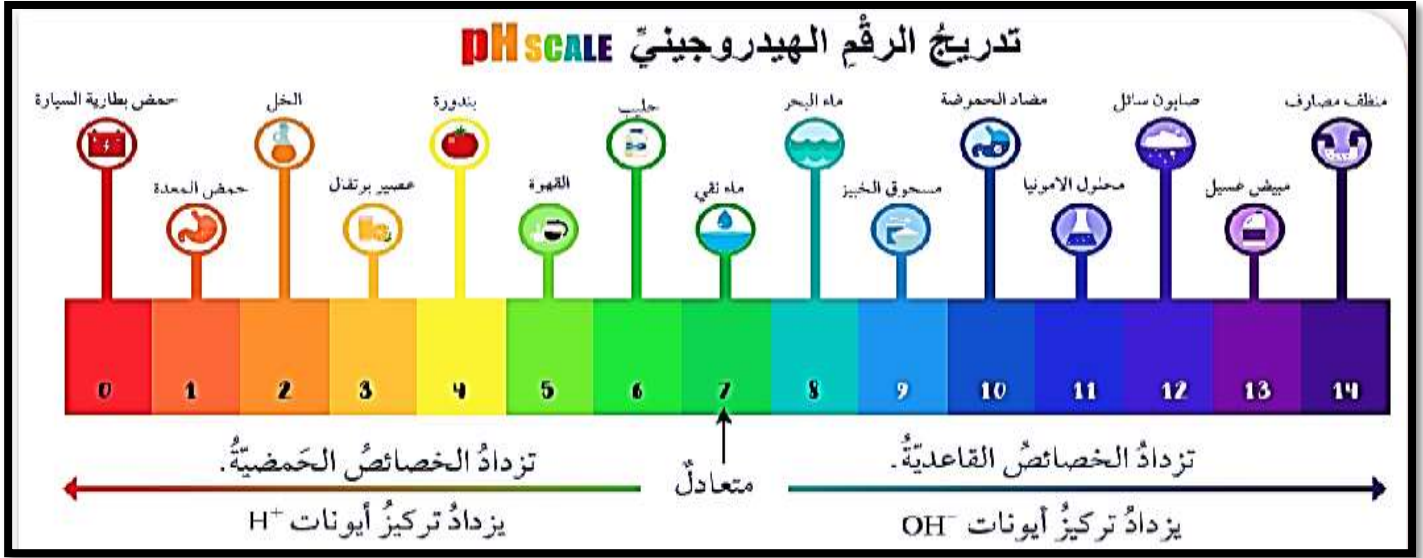 تدريجُ الرقْمِ الهيدروجينيِّ pH SCALE
حمض بطارية السيارة
الخل
بندورة
حليب
ماء البحر
مضاد الحموضة
صابون سائل
منظف مصارف
حمض المعدة
عصير برتقال
القهوة
ماء نقي
مسحوق الخبيز
محلول الامونيا
مبيض غسيل
0 1 2 3 4 5 6 7 8 9 10 11 12 13 14
تزدادُ الخصائصُ الحَمضيّةُ.
متعادلٌ
تزدادُ الخصائصُ القاعديّةُ.
يزدادُ تركيزُ أيونات H⁺
يزدادُ تركيزُ أيونات OH⁻